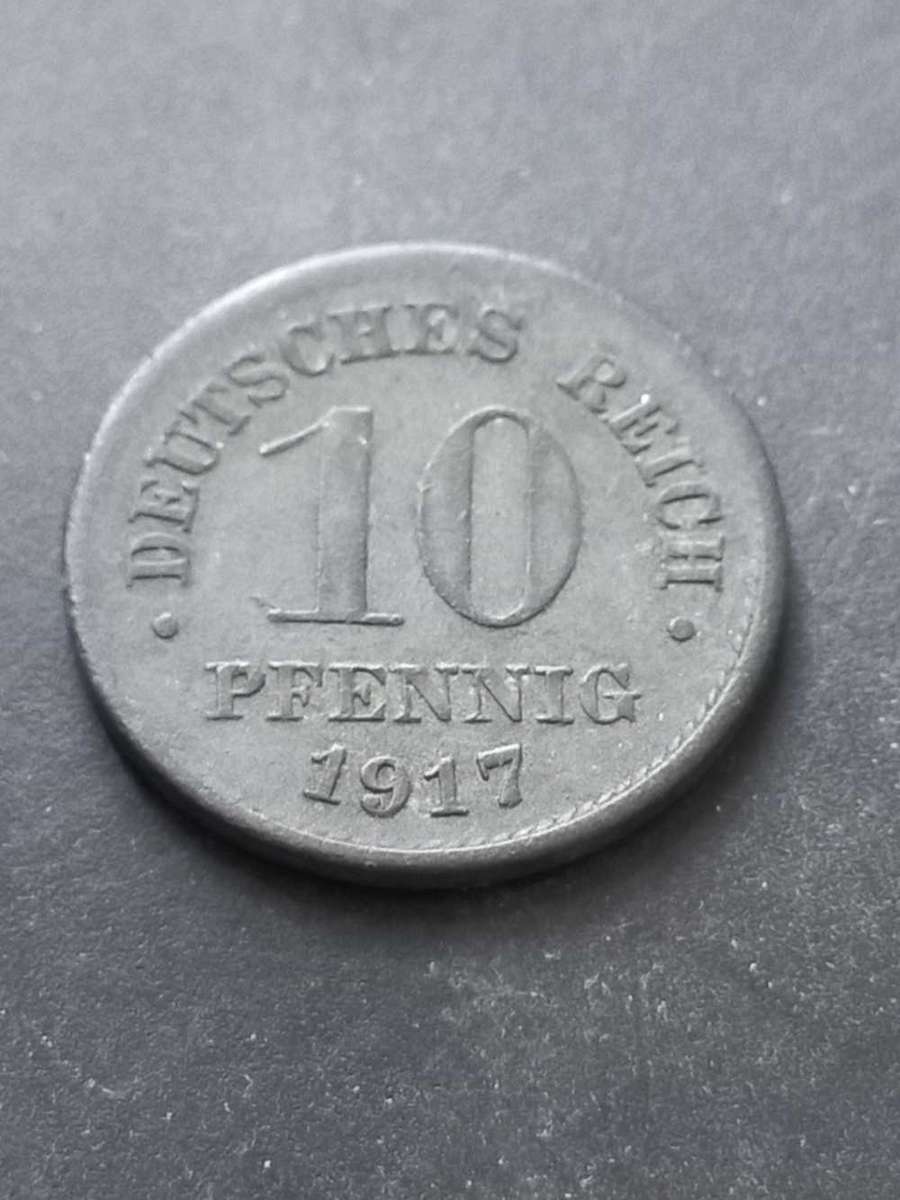 • DEUTSCHES REICH •
10
PFENNIG
1917